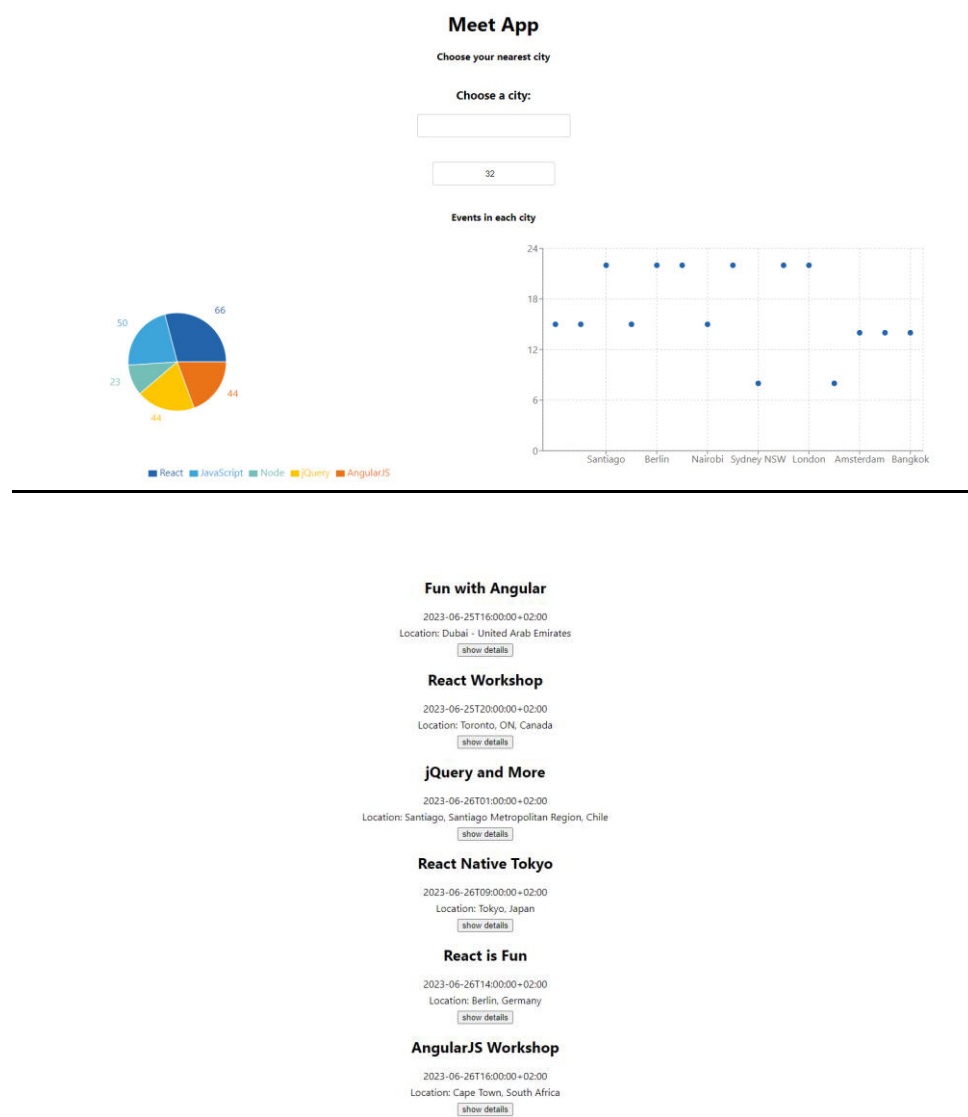 Meet App
Choose your nearest city
Choose a city:
32
Events in each city
66
50
23
44
44
React JavaScript Node jQuery AngularJS
24
18
12
6
0
Santiago Berlin Nairobi Sydney NSW London Amsterdam Bangkok
Fun with Angular
2023-06-25T16:00:00+02:00
Location: Dubai - United Arab Emirates
show details
React Workshop
2023-06-25T20:00:00+02:00
Location: Toronto, ON, Canada
show details
jQuery and More
2023-06-26T01:00:00+02:00
Location: Santiago, Santiago Metropolitan Region, Chile
show details
React Native Tokyo
2023-06-26T09:00:00+02:00
Location: Tokyo, Japan
show details
React is Fun
2023-06-26T14:00:00+02:00
Location: Berlin, Germany
show details
AngularJS Workshop
2023-06-26T16:00:00+02:00
Location: Cape Town, South Africa
show details